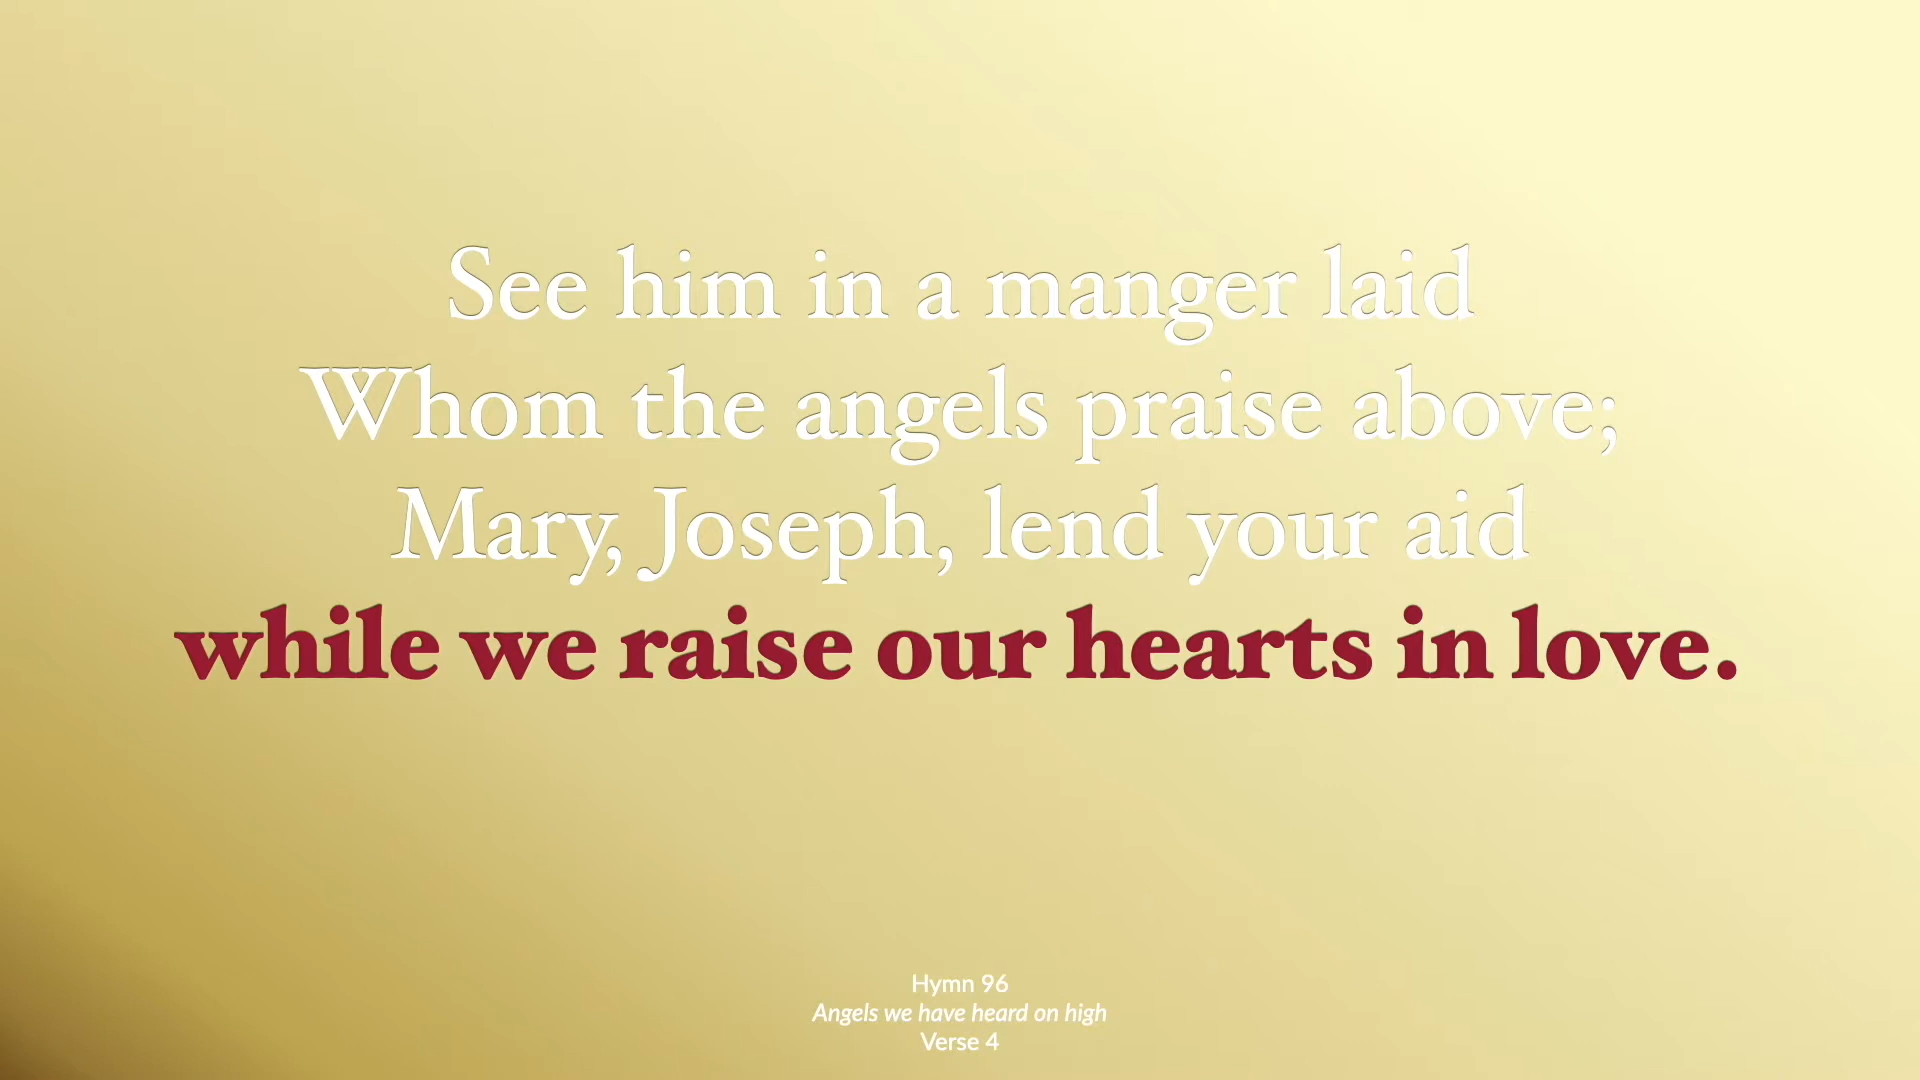 See him in a manger laid
Whom the angels praise above;
Mary, Joseph, lend your aid
while we raise our hearts in love.
Hymn 96
Angels we have heard on high
Verse 4